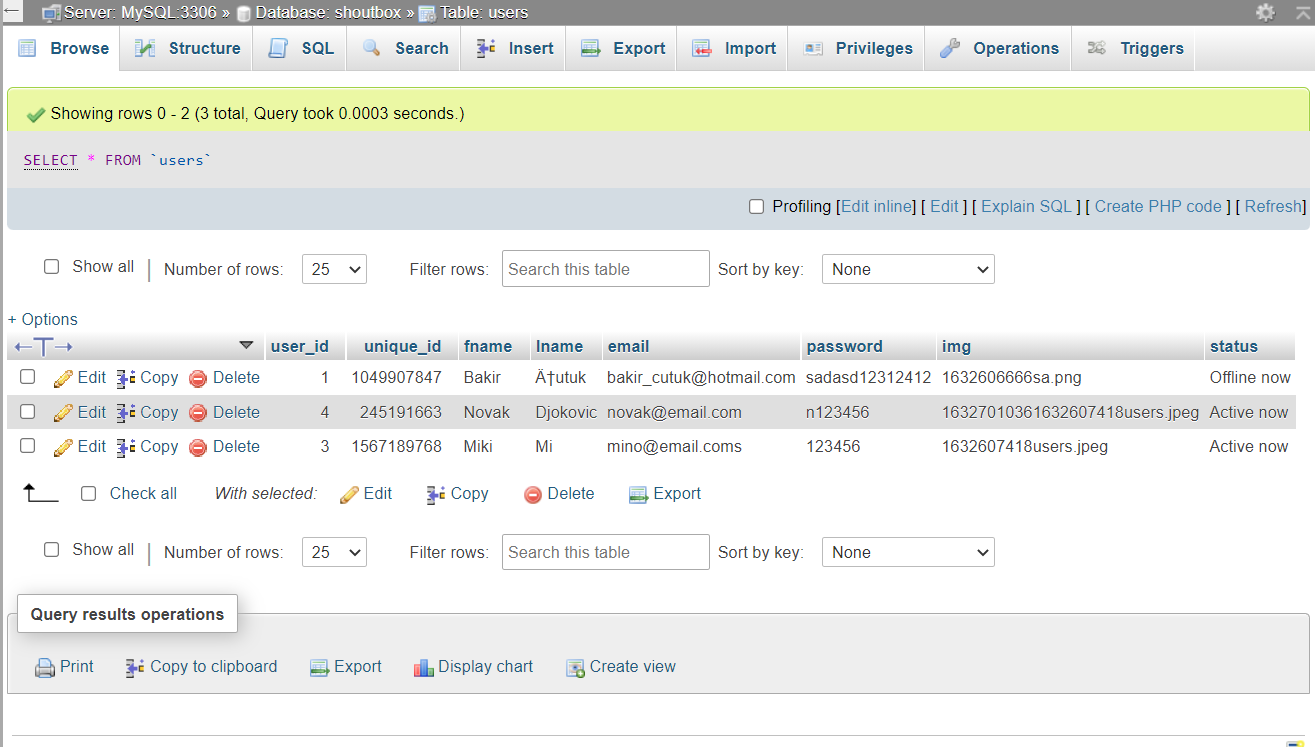 Server: MySQL:3306 » Database: shoutbox » Table: users
Browse Structure SQL Search Insert Export Import Privileges Operations Triggers
Showing rows 0 - 2 (3 total, Query took 0.0003 seconds.)
SELECT * FROM `users`
Profiling [Edit inline] [ Edit ] [ Explain SQL ] [ Create PHP code ] [ Refresh]
Show all | Number of rows: 25 Filter rows: Search this table Sort by key: None
+ Options
←T→ user_id unique_id fname lname email password img status
Edit Copy Delete 1 1049907847 Bakir Ä†utuk bakir_cutuk@hotmail.com sadasd12312412 1632606666sa.png Offline now
Edit Copy Delete 4 245191663 Novak Djokovic novak@email.com n123456 16327010361632607418users.jpeg Active now
Edit Copy Delete 3 1567189768 Miki Mi mino@email.coms 123456 1632607418users.jpeg Active now
Check all With selected: Edit Copy Delete Export
Show all | Number of rows: 25 Filter rows: Search this table Sort by key: None
Query results operations
Print Copy to clipboard Export Display chart Create view